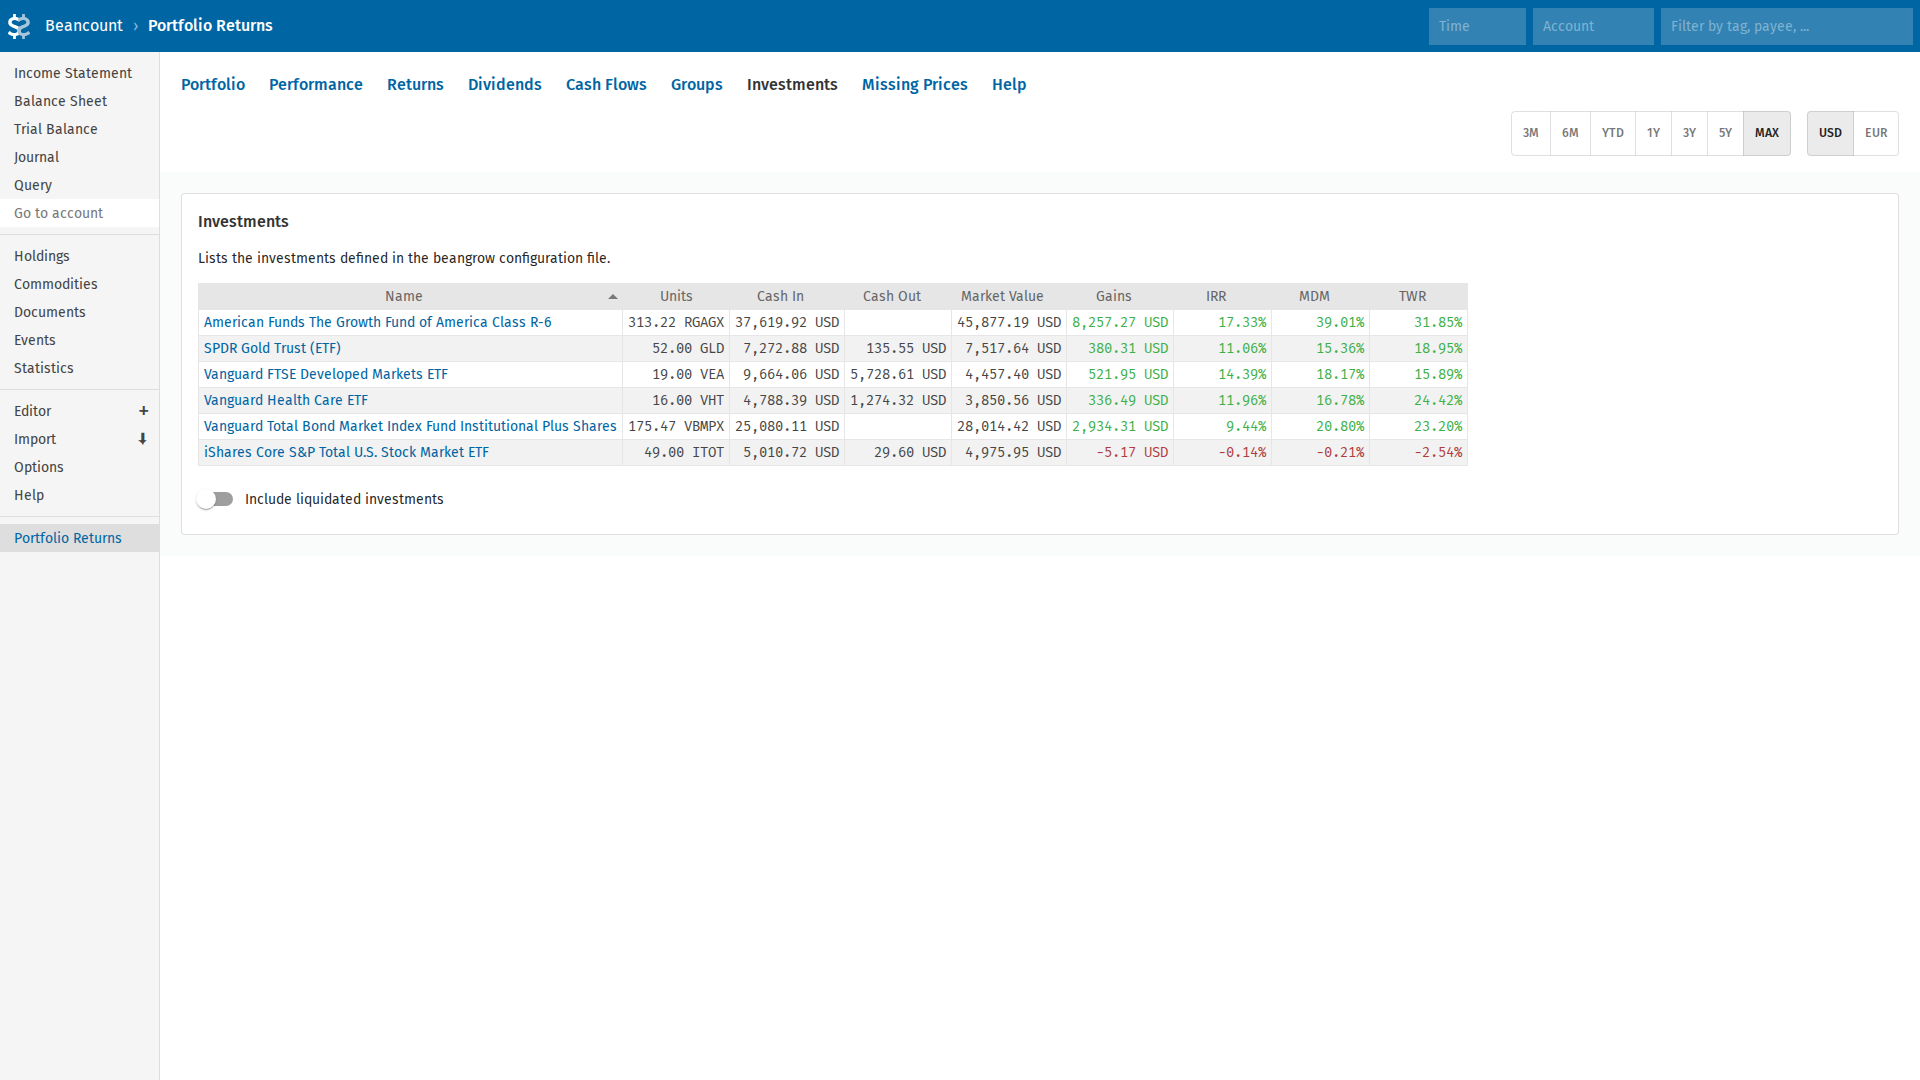 Beancount › Portfolio Returns
Time
Account
Filter by tag, payee, ...
Income Statement
Balance Sheet
Trial Balance
Journal
Query
Go to account
Holdings
Commodities
Documents
Events
Statistics
Editor +
Import ⬇
Options
Help
Portfolio Returns
Portfolio Performance Returns Dividends Cash Flows Groups Investments Missing Prices Help
3M 6M YTD 1Y 3Y 5Y MAX USD EUR
Investments
Lists the investments defined in the beangrow configuration file.
Name Units Cash In Cash Out Market Value Gains IRR MDM TWR
American Funds The Growth Fund of America Class R-6 313.22 RGAGX 37,619.92 USD 45,877.19 USD 8,257.27 USD 17.33% 39.01% 31.85%
SPDR Gold Trust (ETF) 52.00 GLD 7,272.88 USD 135.55 USD 7,517.64 USD 380.31 USD 11.06% 15.36% 18.95%
Vanguard FTSE Developed Markets ETF 19.00 VEA 9,664.06 USD 5,728.61 USD 4,457.40 USD 521.95 USD 14.39% 18.17% 15.89%
Vanguard Health Care ETF 16.00 VHT 4,788.39 USD 1,274.32 USD 3,850.56 USD 336.49 USD 11.96% 16.78% 24.42%
Vanguard Total Bond Market Index Fund Institutional Plus Shares 175.47 VBMPX 25,080.11 USD 28,014.42 USD 2,934.31 USD 9.44% 20.80% 23.20%
iShares Core S&P Total U.S. Stock Market ETF 49.00 ITOT 5,010.72 USD 29.60 USD 4,975.95 USD -5.17 USD -0.14% -0.21% -2.54%
Include liquidated investments